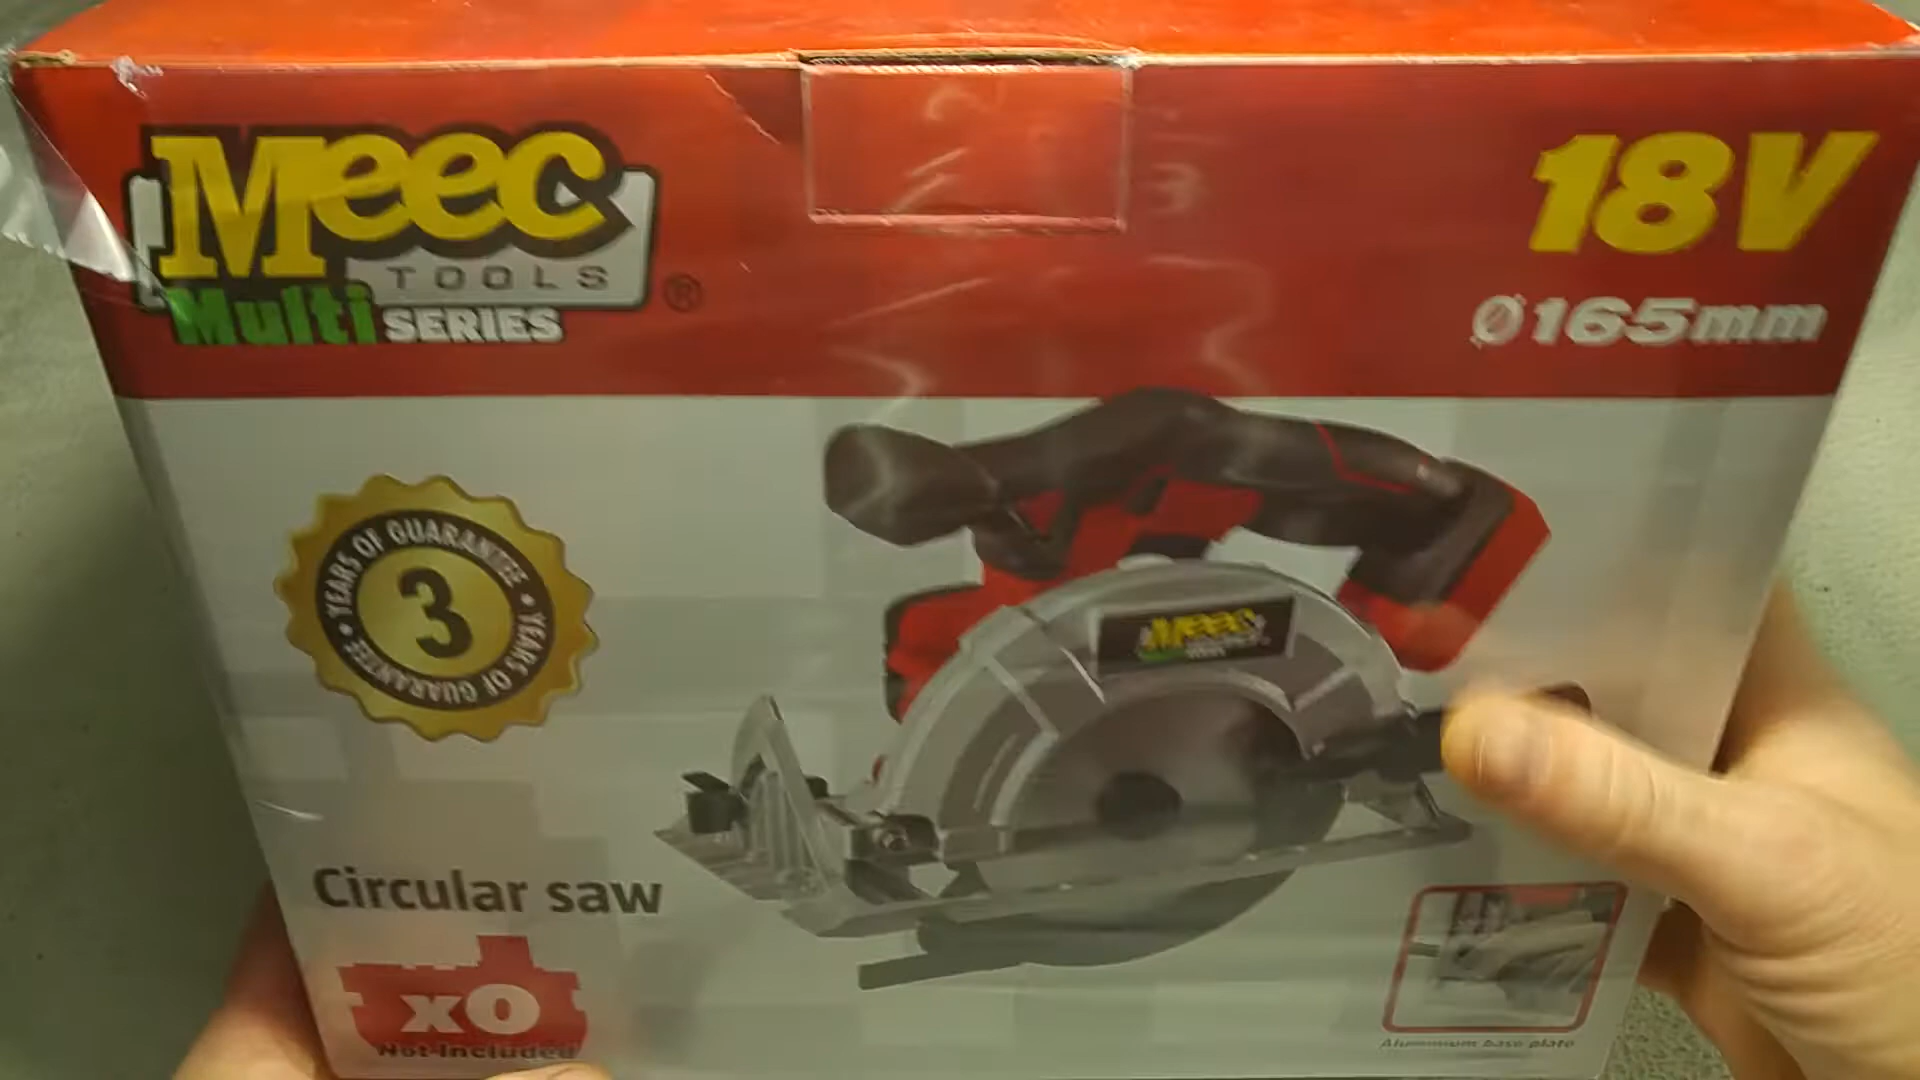 Meec
TOOLS
®
Multi SERIES
18V
Ø165mm
YEARS OF GUARANTEE • YEARS OF GUARANTEE •
3
Meec
Circular saw
x0
Not included
Aluminium base plate